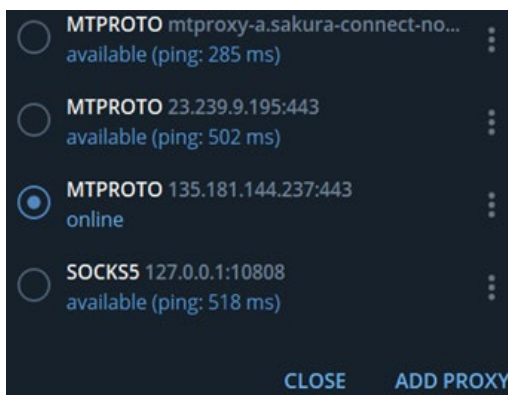 MTPROTO mtproxy-a.sakura-connect-no...
available (ping: 285 ms)
MTPROTO 23.239.9.195:443
available (ping: 502 ms)
MTPROTO 135.181.144.237:443
online
SOCKS5 127.0.0.1:10808
available (ping: 518 ms)
CLOSE ADD PROXY